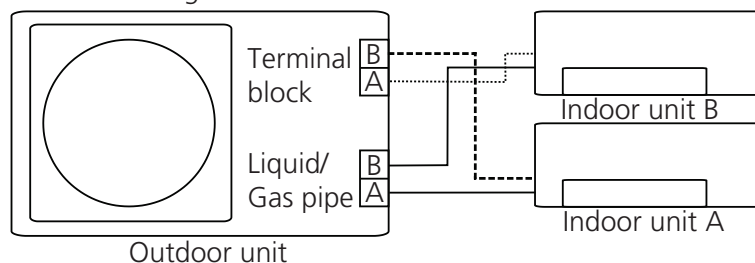 Terminal
block
B
A
Liquid/
Gas pipe
B
A
Outdoor unit
Indoor unit B
Indoor unit A